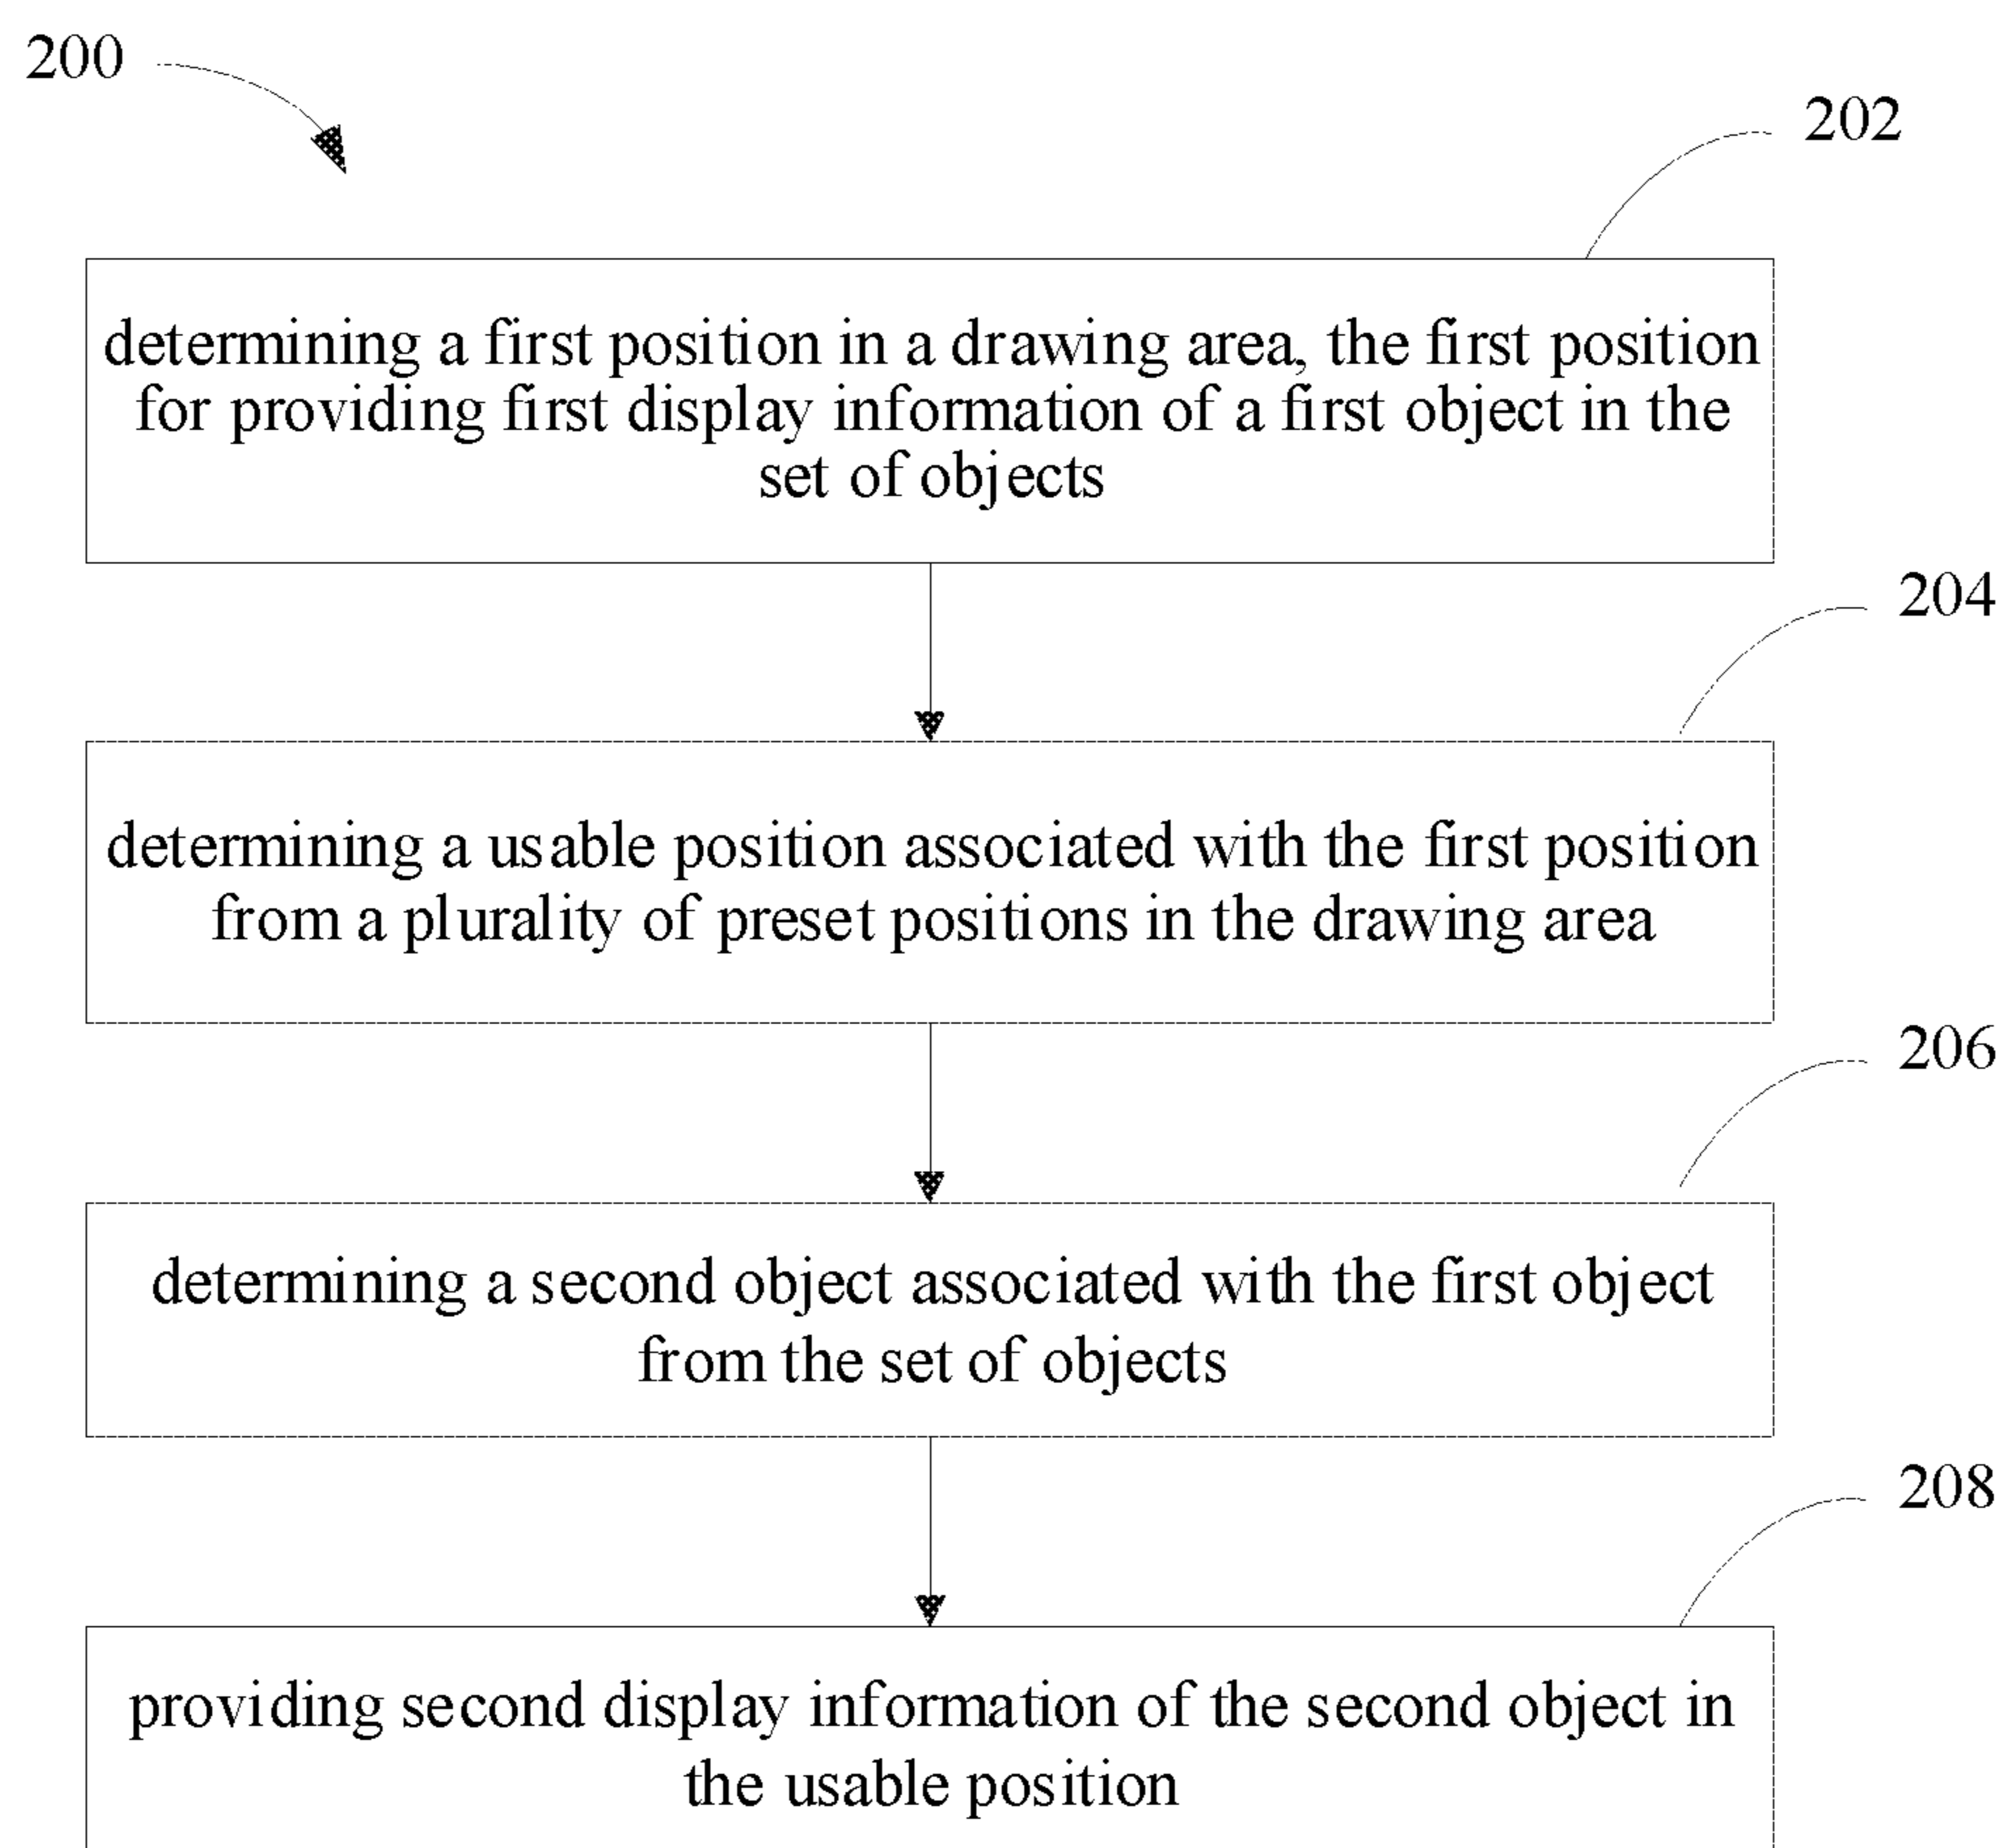 200
202
determining a first position in a drawing area, the first position
for providing first display information of a first object in the
set of objects
204
determining a usable position associated with the first position
from a plurality of preset positions in the drawing area
206
determining a second object associated with the first object
from the set of objects
208
providing second display information of the second object in
the usable position